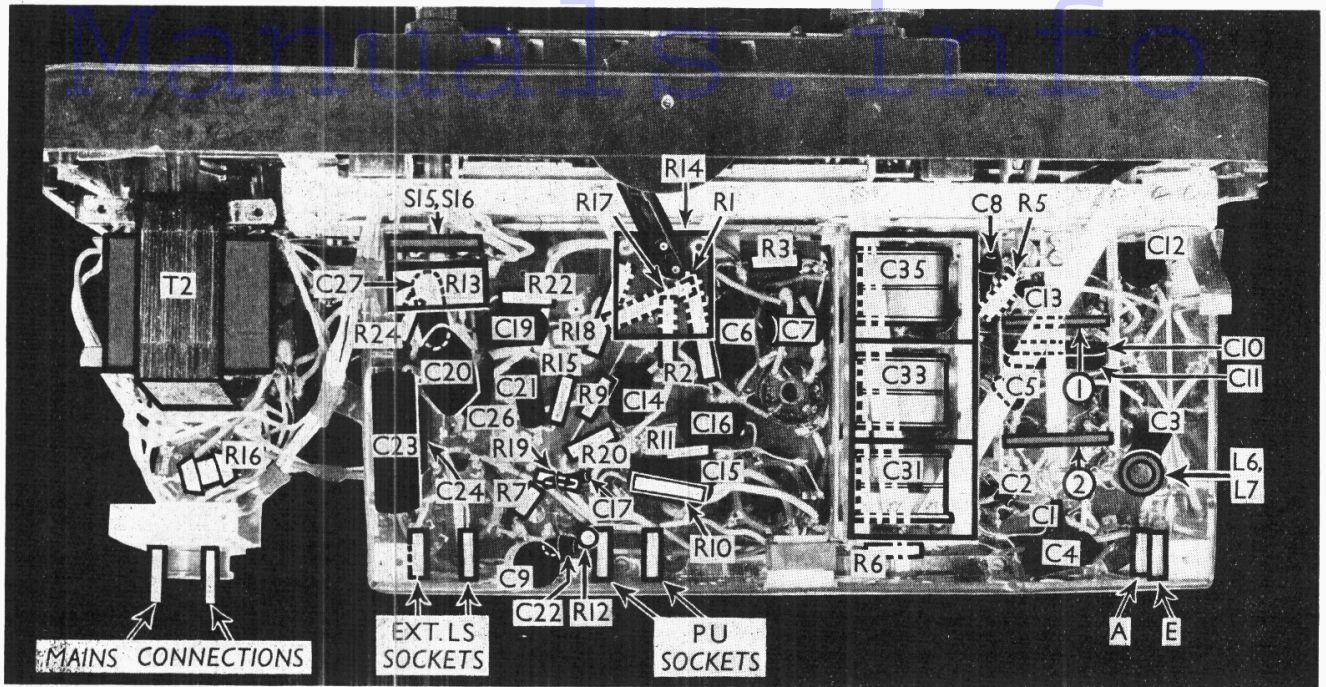 Manuals.info
R14
S15,S16
R17
R1
C8
R5
R3
C12
T2
C27
R13
R22
C35
C13
R24
C19
R18
C6
C7
C10
C20
R15
R2
C33
C5
C11
C21
R9
C14
1
C26
C16
C3
C23
R19
R20
R11
R16
C15
C31
L6,
L7
C24
R7
C17
C2
2
C1
R10
C4
R6
C9
C22
R12
A
E
EXT. LS
SOCKETS
PU
SOCKETS
MAINS CONNECTIONS